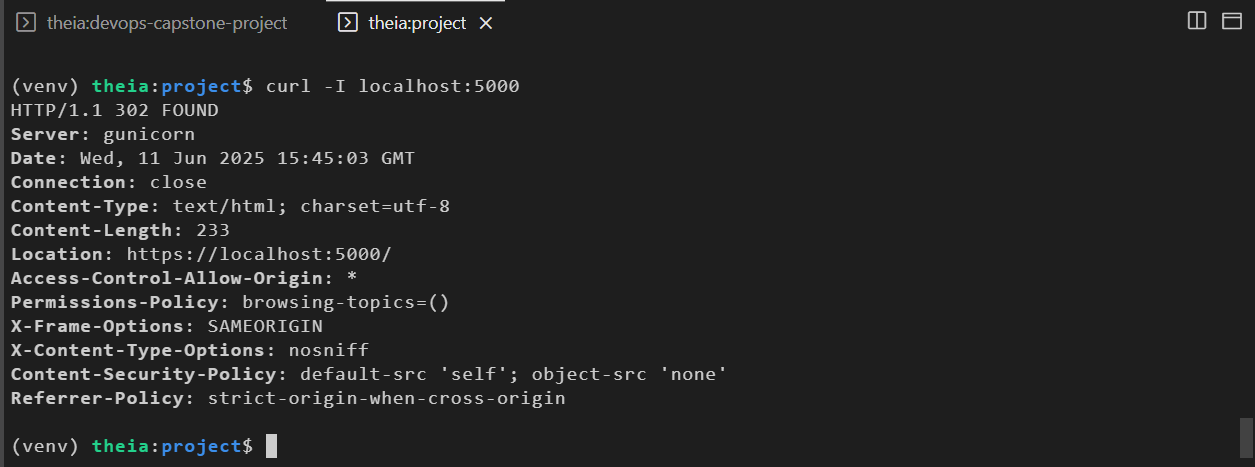 theia:devops-capstone-project theia:project
(venv) theia:project$ curl -I localhost:5000
HTTP/1.1 302 FOUND
Server: gunicorn
Date: Wed, 11 Jun 2025 15:45:03 GMT
Connection: close
Content-Type: text/html; charset=utf-8
Content-Length: 233
Location: https://localhost:5000/
Access-Control-Allow-Origin: *
Permissions-Policy: browsing-topics=()
X-Frame-Options: SAMEORIGIN
X-Content-Type-Options: nosniff
Content-Security-Policy: default-src 'self'; object-src 'none'
Referrer-Policy: strict-origin-when-cross-origin
(venv) theia:project$